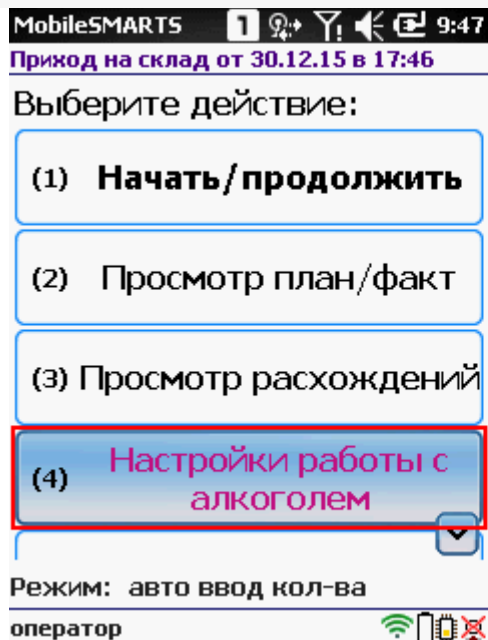 MobileSMARTS 1 9:47
Приход на склад от 30.12.15 в 17:46
Выберите действие:
(1) Начать/продолжить
(2) Просмотр план/факт
(3) Просмотр расхождений
(4) Настройки работы с
алкоголем
Режим: авто ввод кол-ва
оператор